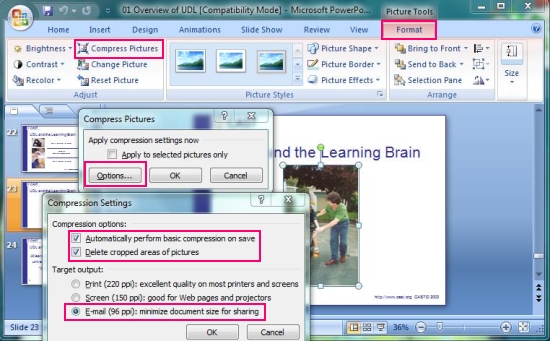 01 Overview of UDL [Compatibility Mode] - Microsoft PowerPo...
Picture Tools
Home Insert Design Animations Slide Show Review View Format
Brightness
Contrast
Recolor
Compress Pictures
Change Picture
Reset Picture
Adjust
Picture Shape
Picture Border
Picture Effects
Picture Styles
Bring to Front
Send to Back
Selection Pane
Arrange
Size
22
UDL and the Learning Brain
23
24
and the Learning Brain
Compress Pictures
Apply compression settings now
Apply to selected pictures only
Options... OK Cancel
Compression Settings
Compression options:
Automatically perform basic compression on save
Delete cropped areas of pictures
Target output:
Print (220 ppi): excellent quality on most printers and screens
Screen (150 ppi): good for Web pages and projectors
E-mail (96 ppi): minimize document size for sharing
OK Cancel
http://www.cast.org
Slide 23
36%